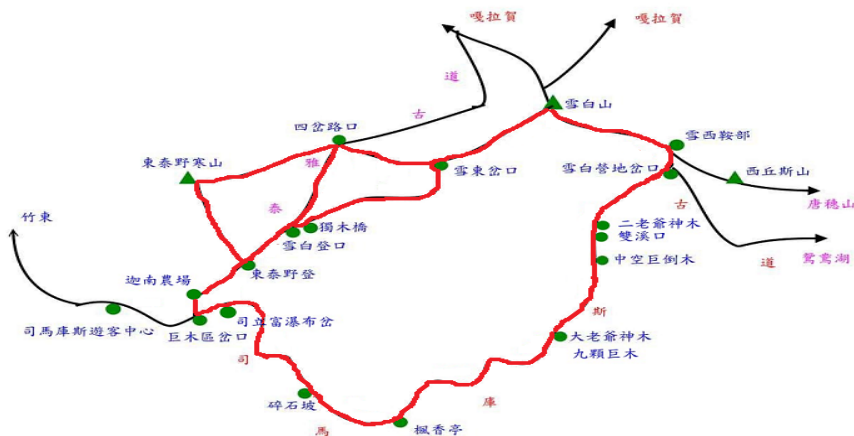 嘎拉賀
嘎拉賀
道
古
雪白山
四岔路口
雅
東泰野寒山
雪東岔口
雪西鞍部
雪白營地岔口
西丘斯山
唐穗山
古
泰
竹東
獨木橋
雪白登口
二老爺神木
雙溪口
道
鴛鴦湖
中空巨倒木
東泰野登
迦南農場
司馬庫斯遊客中心
巨木區岔口
司立富瀑布岔
斯
大老爺神木
九顆巨木
司
碎石坡
庫
馬
楓香亭